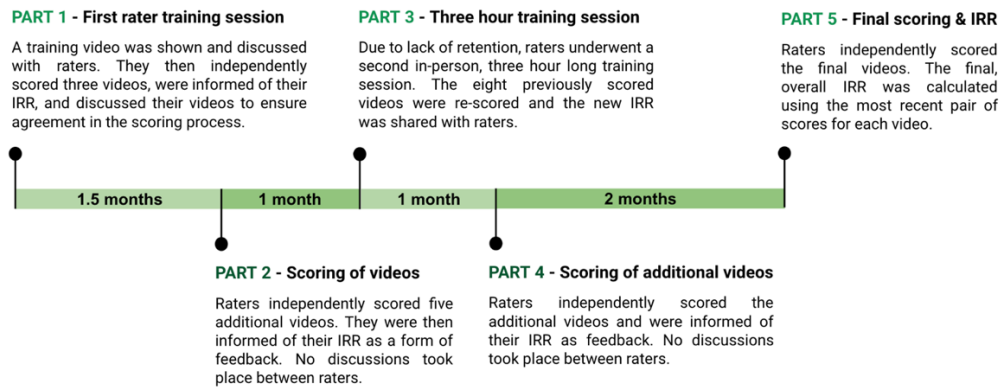 PART 1 - First rater training session
A training video was shown and discussed
with raters. They then independently
scored three videos, were informed of their
IRR, and discussed their videos to ensure
agreement in the scoring process.
PART 3 - Three hour training session
Due to lack of retention, raters underwent a
second in-person, three hour long training
session. The eight previously scored
videos were re-scored and the new IRR
was shared with raters.
PART 5 - Final scoring & IRR
Raters independently scored
the final videos. The final,
overall IRR was calculated
using the most recent pair of
scores for each video.
1.5 months
1 month
1 month
2 months
PART 2 - Scoring of videos
Raters independently scored five
additional videos. They were then
informed of their IRR as a form of
feedback. No discussions took
place between raters.
PART 4 - Scoring of additional videos
Raters independently scored the
additional videos and were informed of
their IRR as feedback. No discussions
took place between raters.